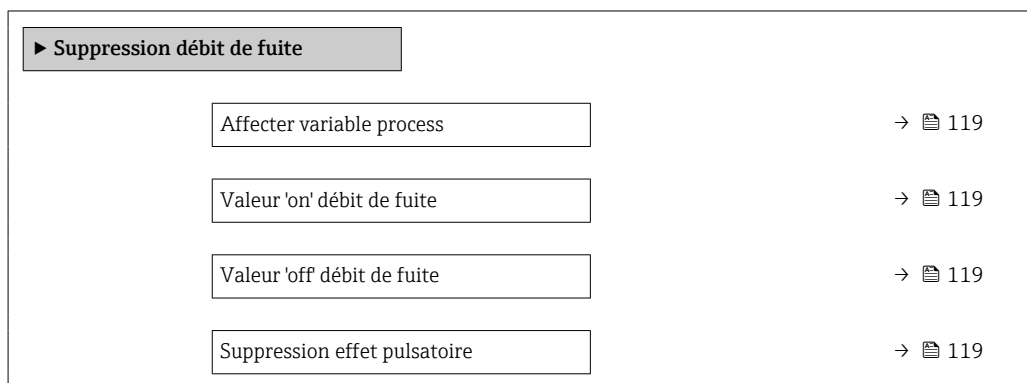 ▶ Suppression débit de fuite
Affecter variable process → 119
Valeur 'on' débit de fuite → 119
Valeur 'off' débit de fuite → 119
Suppression effet pulsatoire → 119